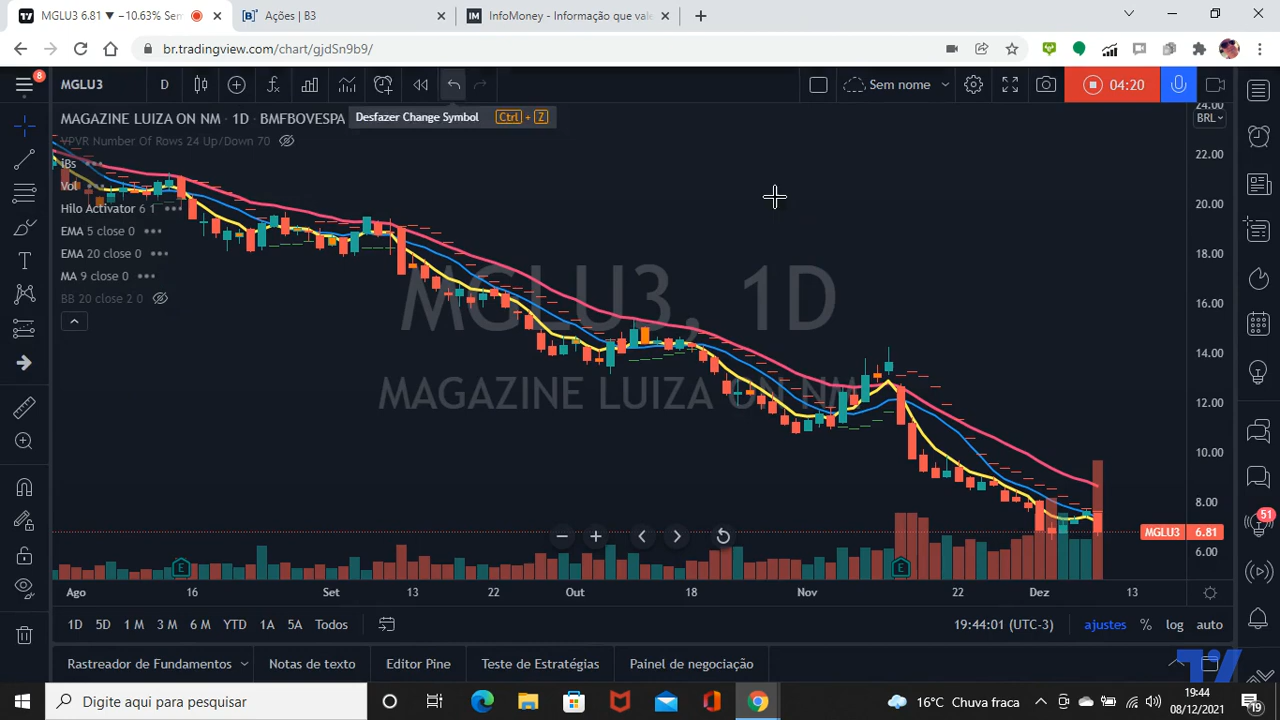 MGLU3 6.81 ▼ −10.63% Sem
Ações | B3
InfoMoney - Informação que vale
br.tradingview.com/chart/gjdSn9b9/
8
MGLU3
D
Sem nome
04:20
MAGAZINE LUIZA ON NM · 1D · BMFBOVESPA
Desfazer Change Symbol Ctrl + Z
VPVR Number Of Rows 24 Up/Down 70
iBs
Vol
Hilo Activator 6 1
EMA 5 close 0
EMA 20 close 0
MA 9 close 0
BB 20 close 2 0
MGLU3, 1D
MAGAZINE LUIZA ON NM
24.00
BRL
22.00
20.00
18.00
16.00
14.00
12.00
10.00
8.00
MGLU3 6.81
6.00
51
E
E
Ago 16 Set 13 22 Out 18 Nov 22 Dez 13
1D 5D 1 M 3 M 6 M YTD 1A 5A Todos
19:44:01 (UTC-3)
ajustes % log auto
Rastreador de Fundamentos
Notas de texto
Editor Pine
Teste de Estratégias
Painel de negociação
Digite aqui para pesquisar
16°C Chuva fraca
19:44
08/12/2021
19